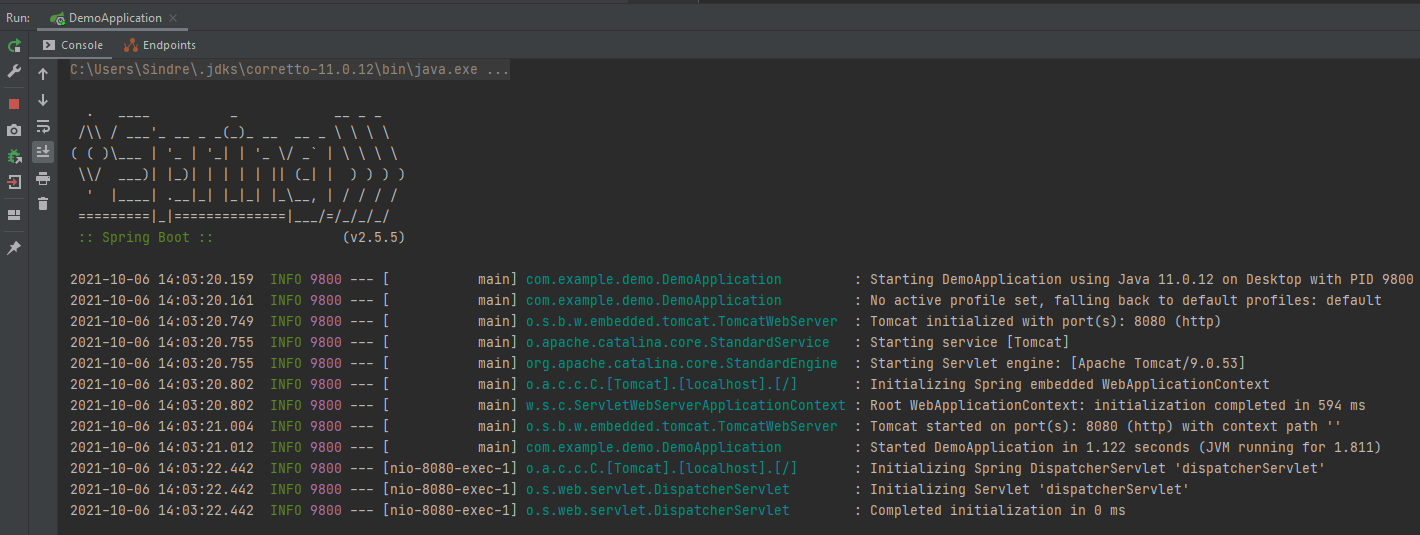 Run: DemoApplication ×
Console Endpoints
C:\Users\Sindre\.jdks\corretto-11.0.12\bin\java.exe ...
  .   ____          _            __ _ _
 /\\ / ___'_ __ _ _(_)_ __  __ _ \ \ \ \
( ( )\___ | '_ | '_| | '_ \/ _` | \ \ \ \
 \\/  ___)| |_)| | | | | || (_| |  ) ) ) )
  '  |____| .__|_| |_|_| |_\__, | / / / /
 =========|_|==============|___/=/_/_/_/
 :: Spring Boot ::                (v2.5.5)
2021-10-06 14:03:20.159  INFO 9800 --- [           main] com.example.demo.DemoApplication         : Starting DemoApplication using Java 11.0.12 on Desktop with PID 9800
2021-10-06 14:03:20.161  INFO 9800 --- [           main] com.example.demo.DemoApplication         : No active profile set, falling back to default profiles: default
2021-10-06 14:03:20.749  INFO 9800 --- [           main] o.s.b.w.embedded.tomcat.TomcatWebServer  : Tomcat initialized with port(s): 8080 (http)
2021-10-06 14:03:20.755  INFO 9800 --- [           main] o.apache.catalina.core.StandardService   : Starting service [Tomcat]
2021-10-06 14:03:20.755  INFO 9800 --- [           main] org.apache.catalina.core.StandardEngine  : Starting Servlet engine: [Apache Tomcat/9.0.53]
2021-10-06 14:03:20.802  INFO 9800 --- [           main] o.a.c.c.C.[Tomcat].[localhost].[/]       : Initializing Spring embedded WebApplicationContext
2021-10-06 14:03:20.802  INFO 9800 --- [           main] w.s.c.ServletWebServerApplicationContext : Root WebApplicationContext: initialization completed in 594 ms
2021-10-06 14:03:21.004  INFO 9800 --- [           main] o.s.b.w.embedded.tomcat.TomcatWebServer  : Tomcat started on port(s): 8080 (http) with context path ''
2021-10-06 14:03:21.012  INFO 9800 --- [           main] com.example.demo.DemoApplication         : Started DemoApplication in 1.122 seconds (JVM running for 1.811)
2021-10-06 14:03:22.442  INFO 9800 --- [nio-8080-exec-1] o.a.c.c.C.[Tomcat].[localhost].[/]       : Initializing Spring DispatcherServlet 'dispatcherServlet'
2021-10-06 14:03:22.442  INFO 9800 --- [nio-8080-exec-1] o.s.web.servlet.DispatcherServlet        : Initializing Servlet 'dispatcherServlet'
2021-10-06 14:03:22.442  INFO 9800 --- [nio-8080-exec-1] o.s.web.servlet.DispatcherServlet        : Completed initialization in 0 ms